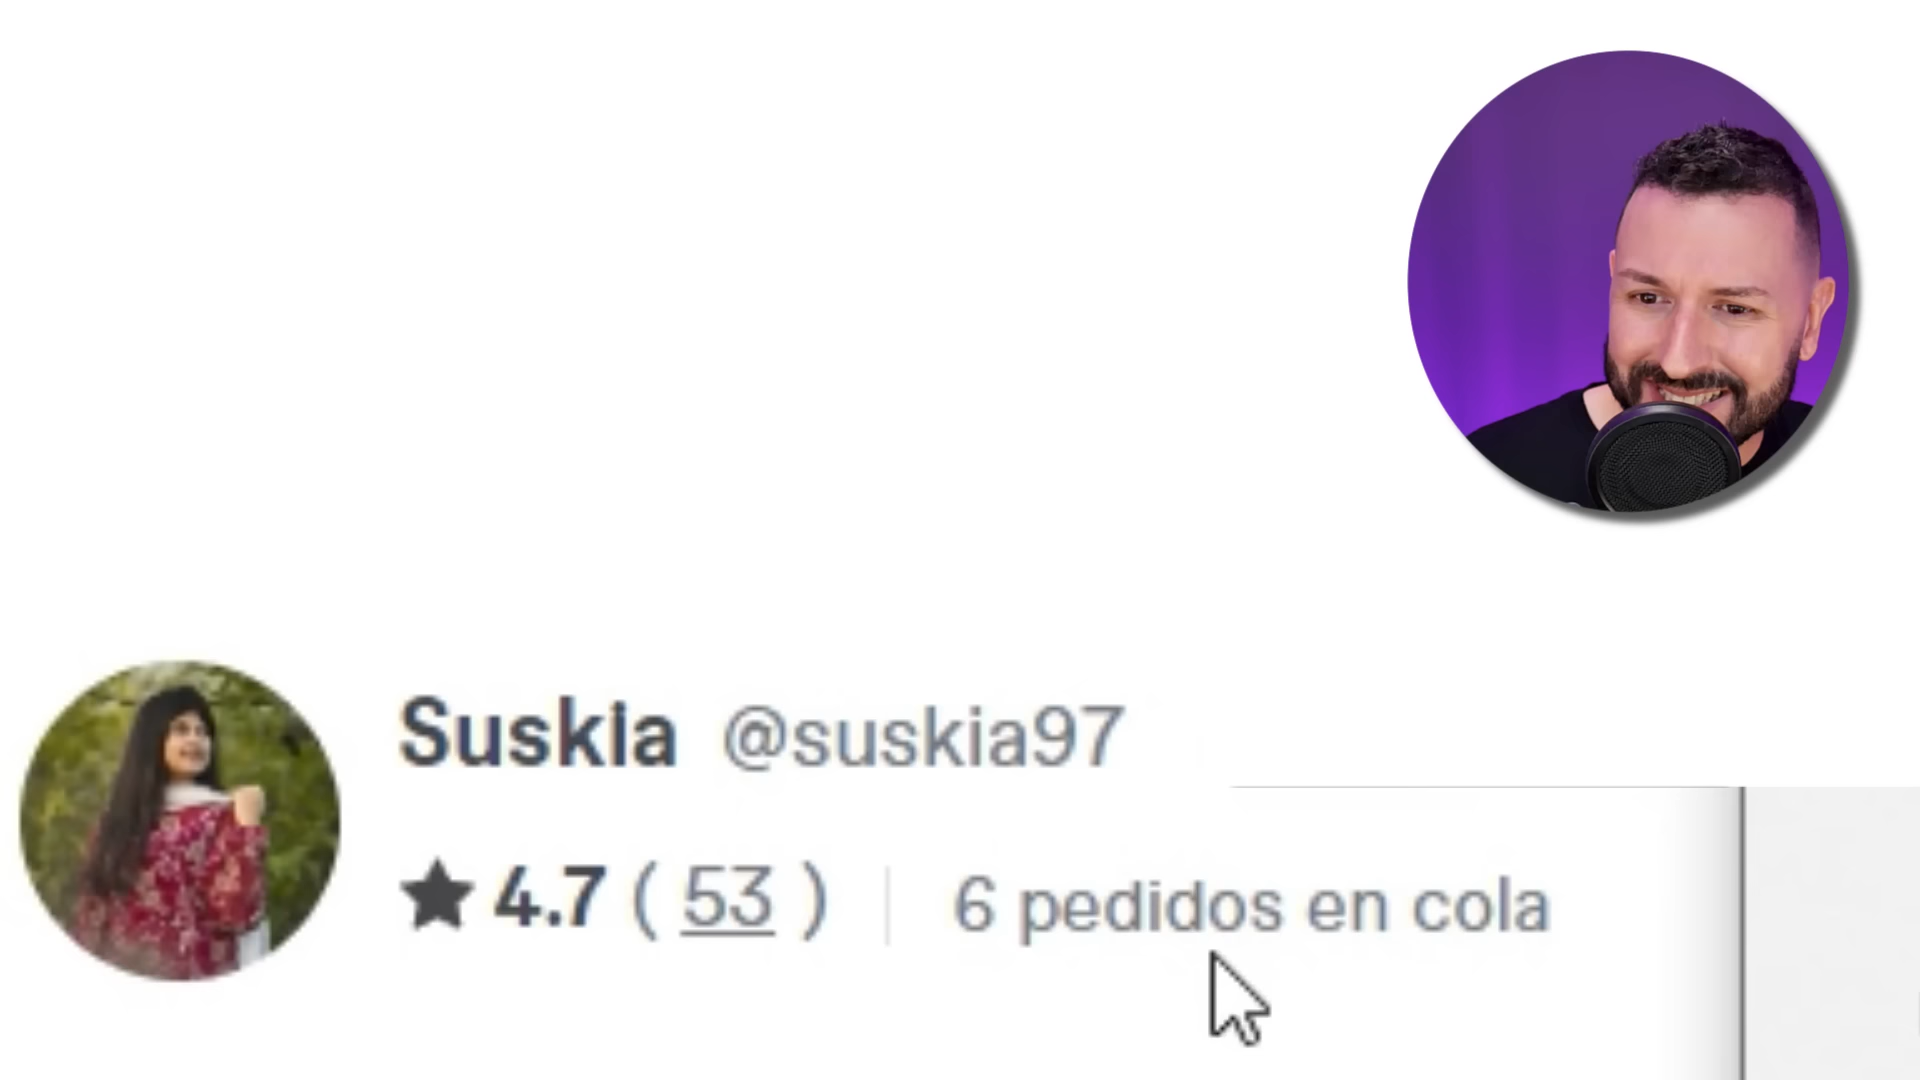 Suskia @suskia97
★ 4.7 ( 53 ) | 6 pedidos en cola